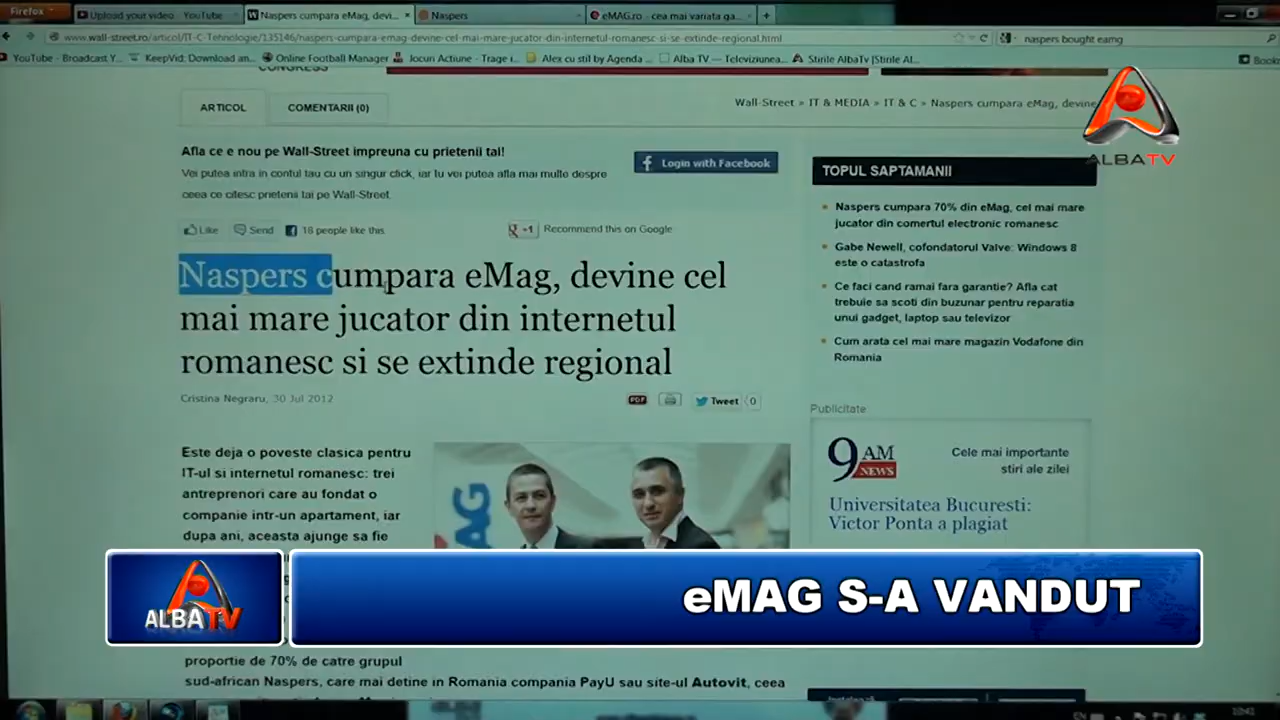 Firefox
Upload your video - YouTube
Naspers cumpara eMag, devi...
Naspers
eMAG.ro - cea mai variata ga...
www.wall-street.ro/articol/IT-C-Tehnologie/135146/naspers-cumpara-emag-devine-cel-mai-mare-jucator-din-internetul-romanesc-si-se-extinde-regional.html
naspers bought eamg
YouTube - Broadcast Y...
KeepVid: Download an...
Online Football Manager
Jocuri Actiune - Trage i...
Alex cu stil by Agenda ...
Alba TV — Televiziunea...
Stirile AlbaTv |Stirile Al...
CONGRESS
ARTICOL
COMENTARII (0)
Wall-Street » IT & MEDIA » IT & C » Naspers cumpara eMag, devine
ALBATV
Afla ce e nou pe Wall-Street impreuna cu prietenii tai!
Vei putea intra in contul tau cu un singur click, iar tu vei putea afla mai multe despre
ceea ce citesc prietenii tai pe Wall-Street
Login with Facebook
Like
Send
18 people like this
+1
Recommend this on Google
Naspers cumpara eMag, devine cel
mai mare jucator din internetul
romanesc si se extinde regional
Cristina Negraru, 30 Jul 2012
PDF
Tweet
0
TOPUL SAPTAMANII
Naspers cumpara 70% din eMag, cel mai mare
jucator din comertul electronic romanesc
Gabe Newell, cofondatorul Valve: Windows 8
este o catastrofa
Ce faci cand ramai fara garantie? Afla cat
trebuie sa scoti din buzunar pentru reparatia
unui gadget, laptop sau televizor
Cum arata cel mai mare magazin Vodafone din
Romania
Publicitate
9AM
NEWS
Cele mai importante
stiri ale zilei
Universitatea Bucuresti:
Victor Ponta a plagiat
Este deja o poveste clasica pentru
IT-ul si internetul romanesc: trei
antreprenori care au fondat o
companie intr-un apartament, iar
dupa ani, aceasta ajunge sa fie
AG
ALBATV
eMAG S-A VANDUT
proportie de 70% de catre grupul
sud-african Naspers, care mai detine in Romania compania PayU sau site-ul Autovit, ceea